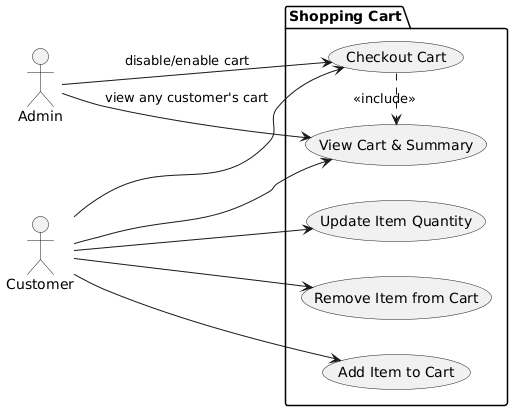 Shopping Cart
Checkout Cart
disable/enable cart
«include»
view any customer's cart
Admin
View Cart & Summary
Update Item Quantity
Customer
Remove Item from Cart
Add Item to Cart